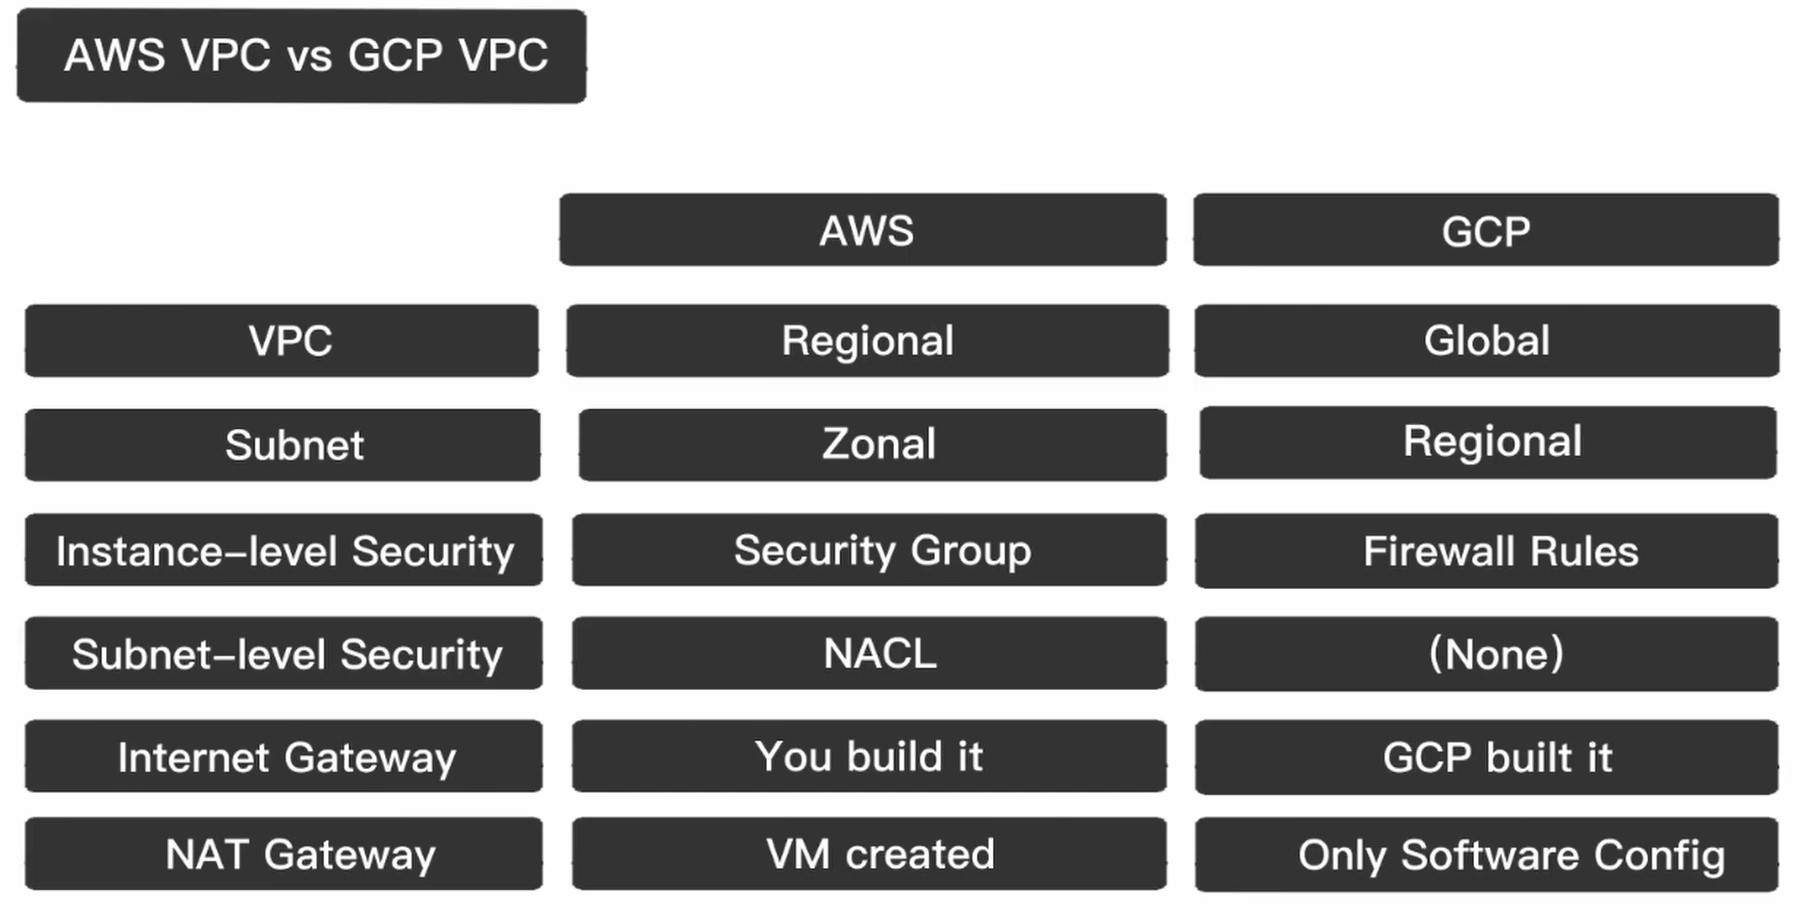 AWS VPC vs GCP VPC
AWS GCP
VPC Regional Global
Subnet Zonal Regional
Instance-level Security Security Group Firewall Rules
Subnet-level Security NACL (None)
Internet Gateway You build it GCP built it
NAT Gateway VM created Only Software Config